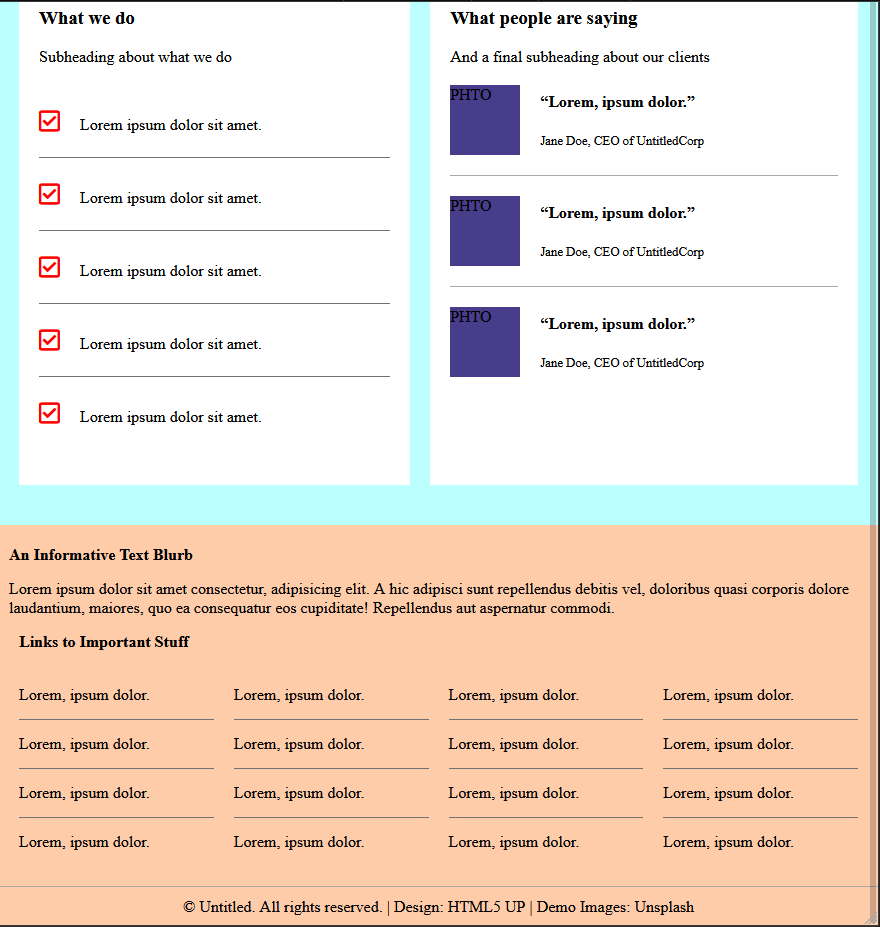 What we do
Subheading about what we do
Lorem ipsum dolor sit amet.
Lorem ipsum dolor sit amet.
Lorem ipsum dolor sit amet.
Lorem ipsum dolor sit amet.
Lorem ipsum dolor sit amet.
What people are saying
And a final subheading about our clients
PHTO
“Lorem, ipsum dolor.”
Jane Doe, CEO of UntitledCorp
PHTO
“Lorem, ipsum dolor.”
Jane Doe, CEO of UntitledCorp
PHTO
“Lorem, ipsum dolor.”
Jane Doe, CEO of UntitledCorp
An Informative Text Blurb
Lorem ipsum dolor sit amet consectetur, adipisicing elit. A hic adipisci sunt repellendus debitis vel, doloribus quasi corporis dolore
laudantium, maiores, quo ea consequatur eos cupiditate! Repellendus aut aspernatur commodi.
Links to Important Stuff
Lorem, ipsum dolor. Lorem, ipsum dolor. Lorem, ipsum dolor. Lorem, ipsum dolor.
Lorem, ipsum dolor. Lorem, ipsum dolor. Lorem, ipsum dolor. Lorem, ipsum dolor.
Lorem, ipsum dolor. Lorem, ipsum dolor. Lorem, ipsum dolor. Lorem, ipsum dolor.
Lorem, ipsum dolor. Lorem, ipsum dolor. Lorem, ipsum dolor. Lorem, ipsum dolor.
© Untitled. All rights reserved. | Design: HTML5 UP | Demo Images: Unsplash